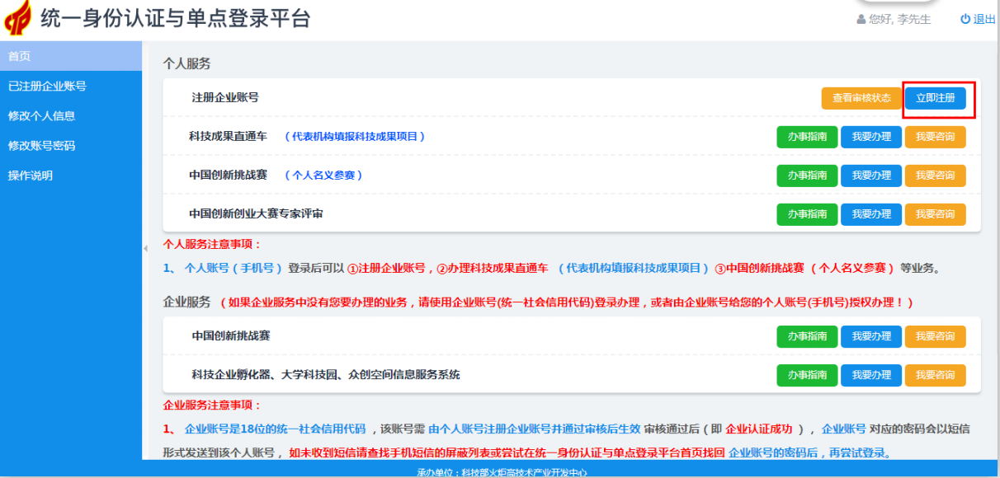 统一身份认证与单点登录平台
您好, 李先生
退出
首页
已注册企业账号
修改个人信息
修改账号密码
操作说明
个人服务
注册企业账号 查看审核状态 立即注册
科技成果直通车 （代表机构填报科技成果项目） 办事指南 我要办理 我要咨询
中国创新挑战赛 （个人名义参赛） 办事指南 我要办理 我要咨询
中国创新创业大赛专家评审 办事指南 我要办理 我要咨询
个人服务注意事项：
1、 个人账号（手机号） 登录后可以 ①注册企业账号，②办理科技成果直通车 （代表机构填报科技成果项目） ③中国创新挑战赛 （个人名义参赛） 等业务。
企业服务 （如果企业服务中没有您要办理的业务，请使用企业账号(统一社会信用代码)登录办理，或者由企业账号给您的个人账号(手机号)授权办理！）
中国创新挑战赛 办事指南 我要办理 我要咨询
科技企业孵化器、大学科技园、众创空间信息服务系统 办事指南 我要办理 我要咨询
企业服务注意事项：
1、 企业账号是18位的统一社会信用代码 ，该账号需 由个人账号注册企业账号并通过审核后生效 审核通过后（即 企业认证成功 ）， 企业账号 对应的密码会以短信
形式发送到该个人账号， 如未收到短信请查找手机短信的屏蔽列表或尝试在统一身份认证与单点登录平台首页找回 企业账号的密码后，再尝试登录。
承办单位：科技部火炬高技术产业开发中心